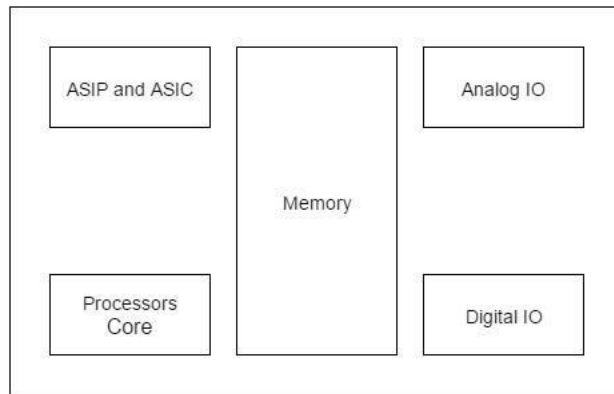 ASIP and ASIC
Memory
Analog IO
Processors
Core
Digital IO